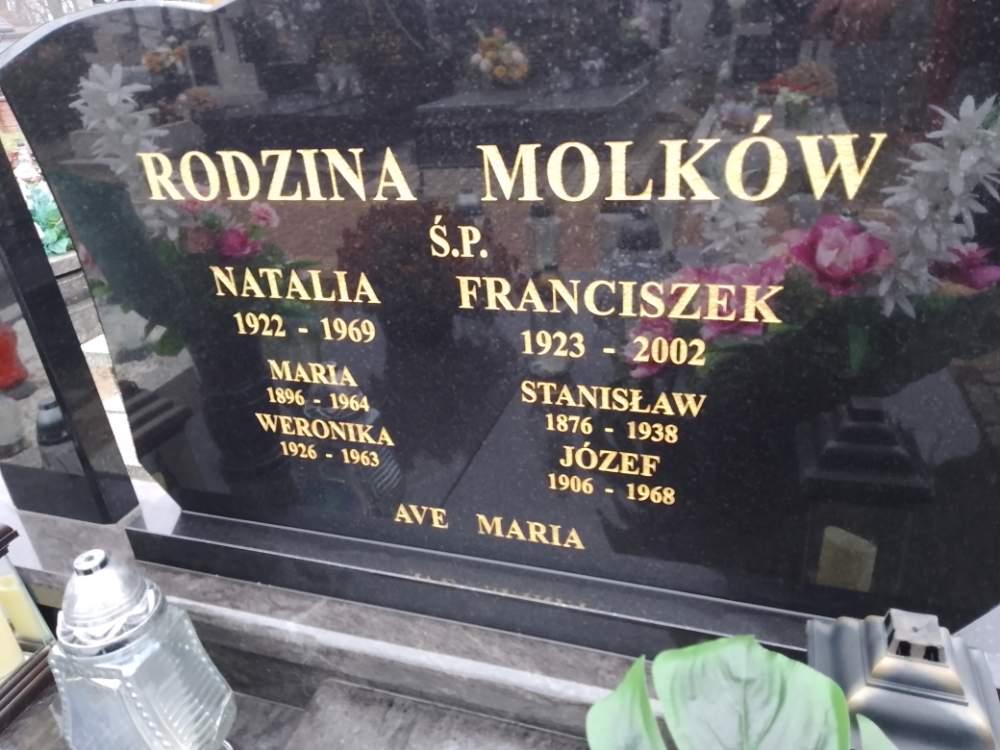 RODZINA MOLKÓW
Ś.P.
NATALIA
1922 - 1969
MARIA
1896 - 1964
WERONIKA
1926 - 1963
FRANCISZEK
1923 - 2002
STANISŁAW
1876 - 1938
JÓZEF
1906 - 1968
AVE MARIA